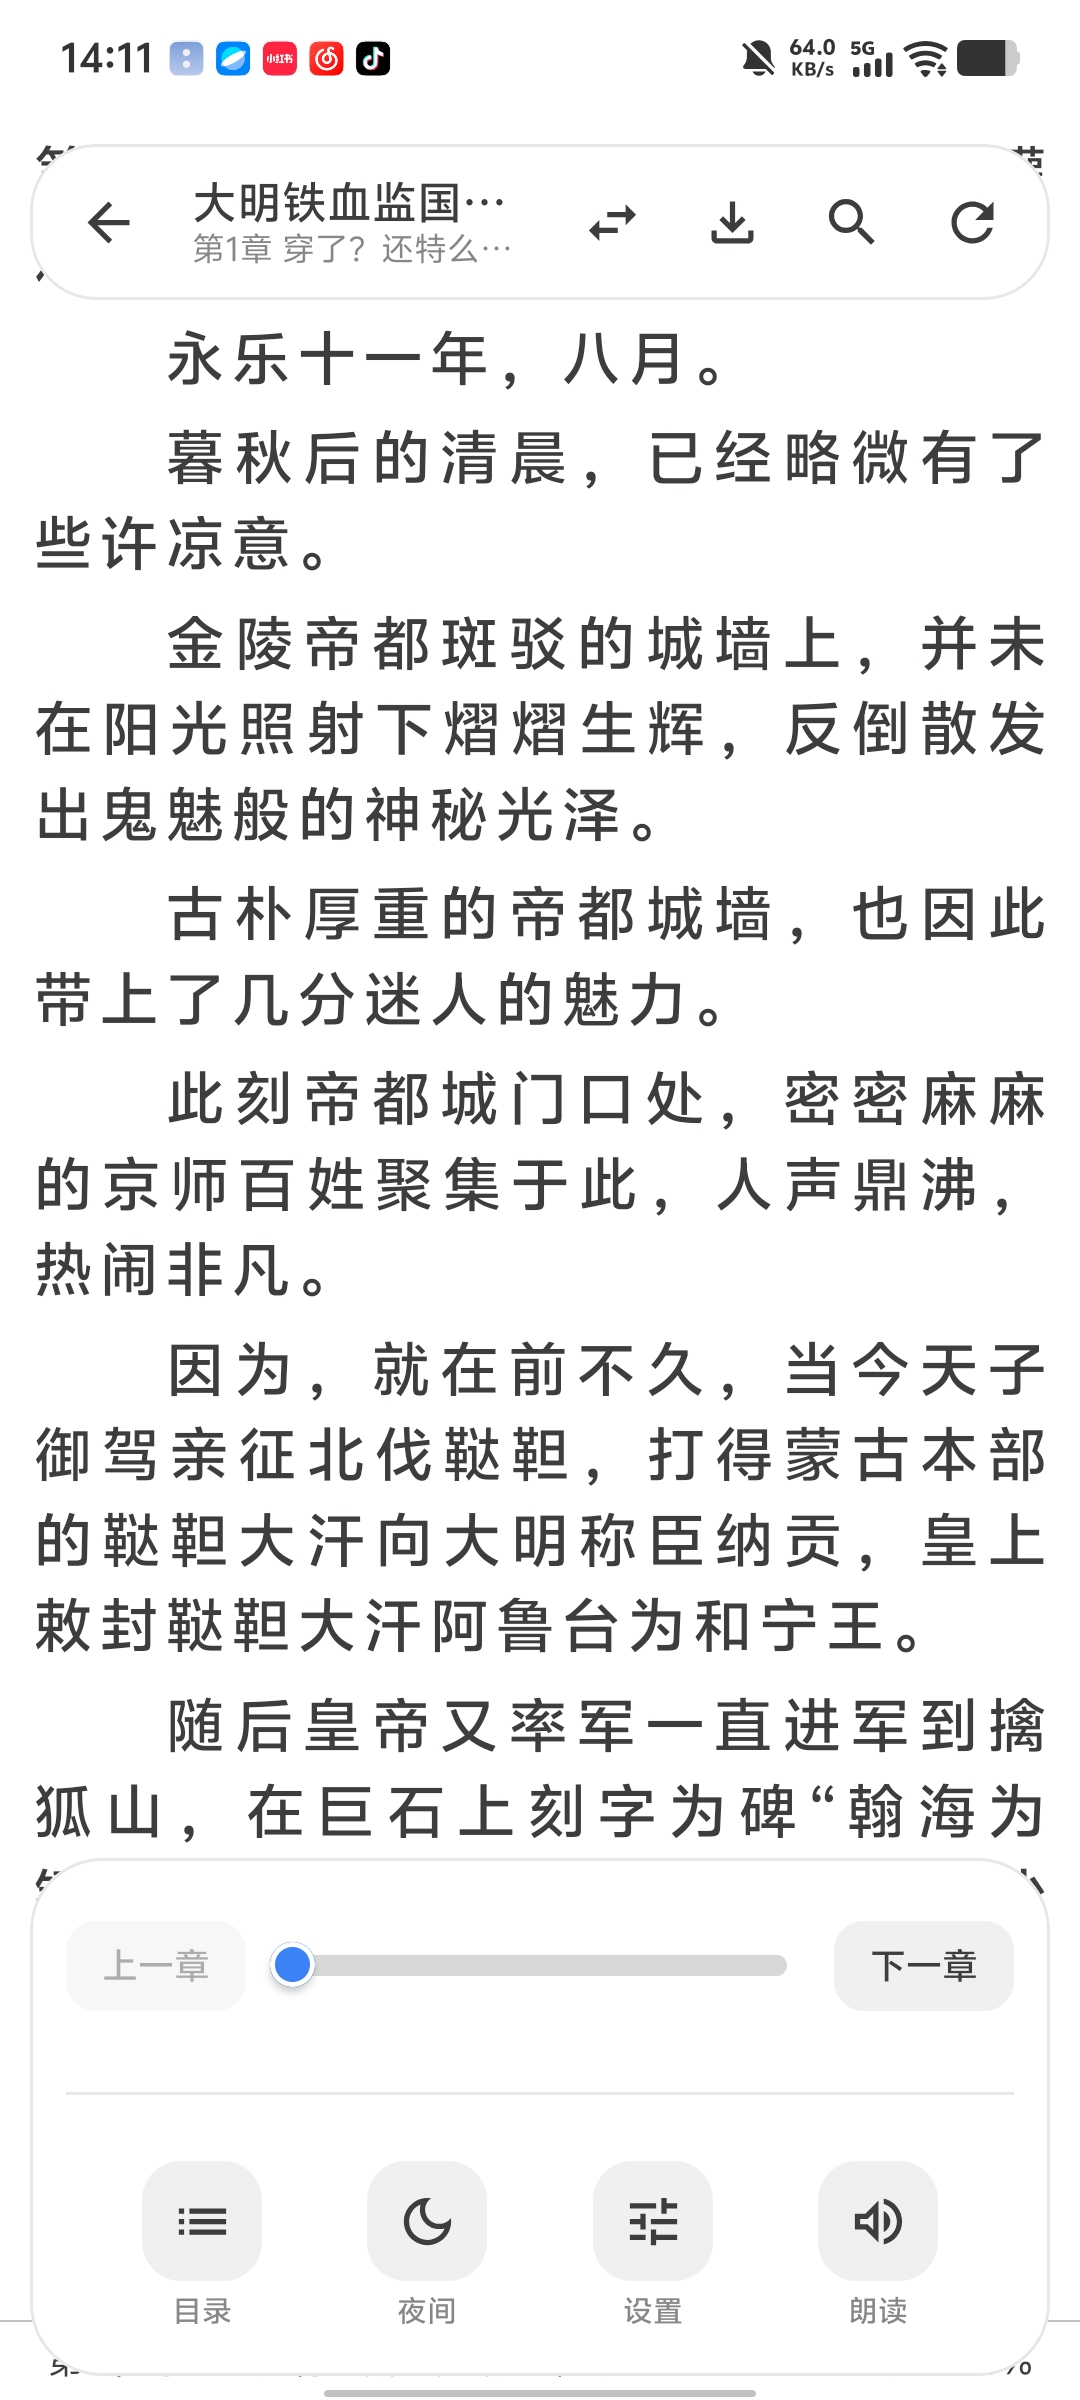 14:11
小红书
64.0 KB/s 5G
大明铁血监国…
第1章 穿了？还特么…
永乐十一年，八月。
暮秋后的清晨，已经略微有了
些许凉意。
金陵帝都斑驳的城墙上，并未
在阳光照射下熠熠生辉，反倒散发
出鬼魅般的神秘光泽。
古朴厚重的帝都城墙，也因此
带上了几分迷人的魅力。
此刻帝都城门口处，密密麻麻
的京师百姓聚集于此，人声鼎沸，
热闹非凡。
因为，就在前不久，当今天子
御驾亲征北伐鞑靼，打得蒙古本部
的鞑靼大汗向大明称臣纳贡，皇上
敕封鞑靼大汗阿鲁台为和宁王。
随后皇帝又率军一直进军到擒
狐山，在巨石上刻字为碑“翰海为
上一章
下一章
目录
夜间
设置
朗读